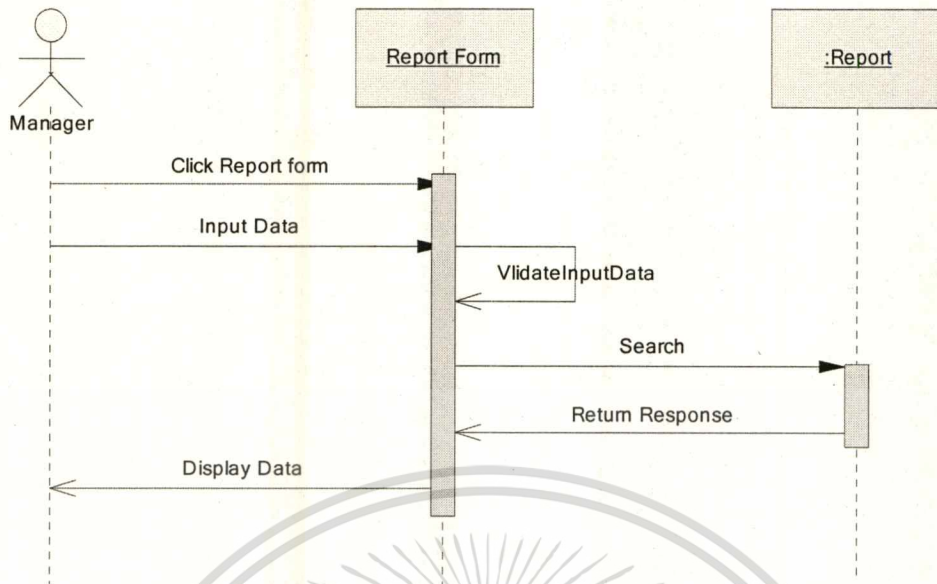 Report Form
:Report
Manager
Click Report form
Input Data
VlidateInputData
Search
Return Response
Display Data